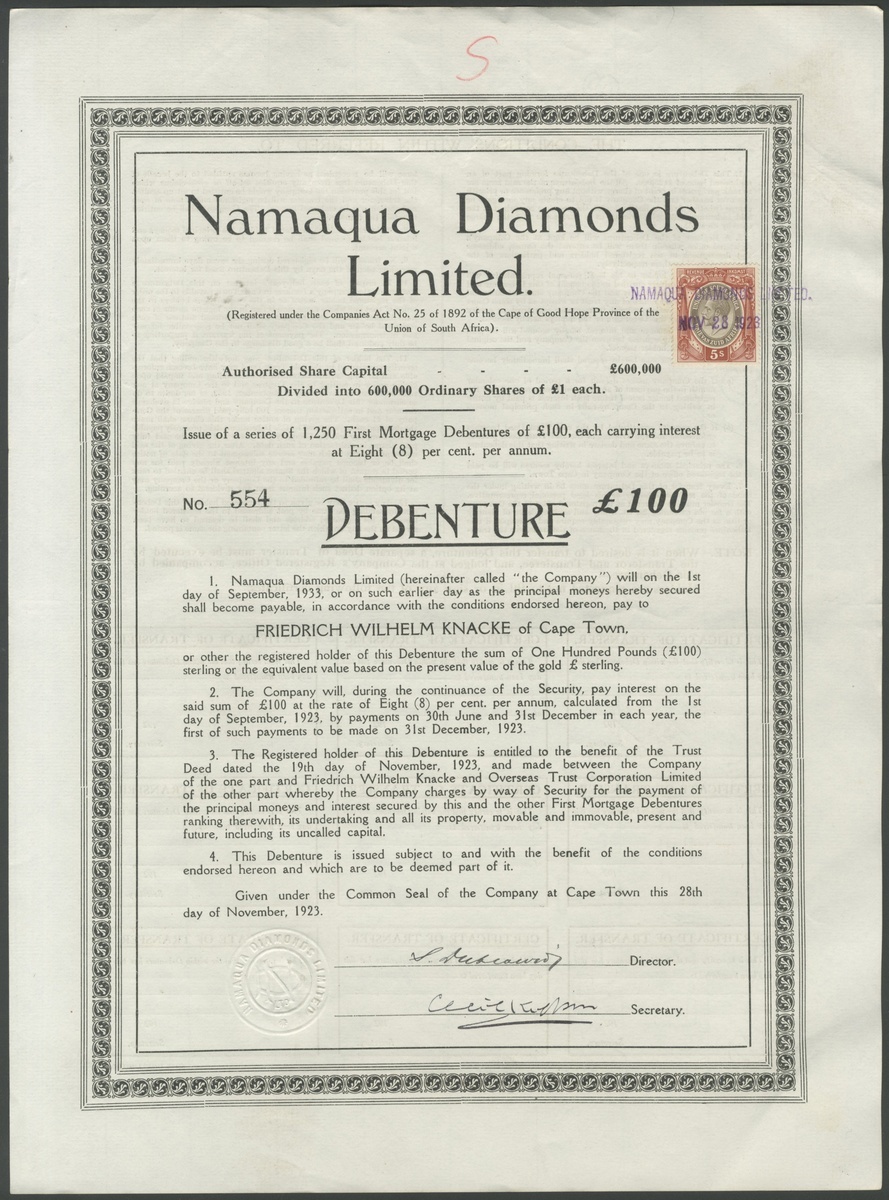 S
Namaqua Diamonds
Limited.
(Registered under the Companies Act No. 25 of 1892 of the Cape of Good Hope Province of the
Union of South Africa).
NAMAQUA DIAMONDS LIMITED.
NOV 28 1923
5s
Authorised Share Capital - - - - £600,000
Divided into 600,000 Ordinary Shares of £1 each.
Issue of a series of 1,250 First Mortgage Debentures of £100, each carrying interest
at Eight (8) per cent. per annum.
No. 554
DEBENTURE £100
1. Namaqua Diamonds Limited (hereinafter called "the Company") will on the 1st
day of September, 1933, or on such earlier day as the principal moneys hereby secured
shall become payable, in accordance with the conditions endorsed hereon, pay to
FRIEDRICH WILHELM KNACKE of Cape Town,
or other the registered holder of this Debenture the sum of One Hundred Pounds (£100)
sterling or the equivalent value based on the present value of the gold £ sterling.
2. The Company will, during the continuance of the Security, pay interest on the
said sum of £100 at the rate of Eight (8) per cent. per annum, calculated from the 1st
day of September, 1923, by payments on 30th June and 31st December in each year, the
first of such payments to be made on 31st December, 1923.
3. The Registered holder of this Debenture is entitled to the benefit of the Trust
Deed dated the 19th day of November, 1923, and made between the Company
of the one part and Friedrich Wilhelm Knacke and Overseas Trust Corporation Limited
of the other part whereby the Company charges by way of Security for the payment of
the principal moneys and interest secured by this and the other First Mortgage Debentures
ranking therewith, its undertaking and all its property, movable and immovable, present and
future, including its uncalled capital.
4. This Debenture is issued subject to and with the benefit of the conditions
endorsed hereon and which are to be deemed part of it.
Given under the Common Seal of the Company at Cape Town this 28th
day of November, 1923.
NAMAQUA DIAMONDS LIMITED
Director.
Secretary.